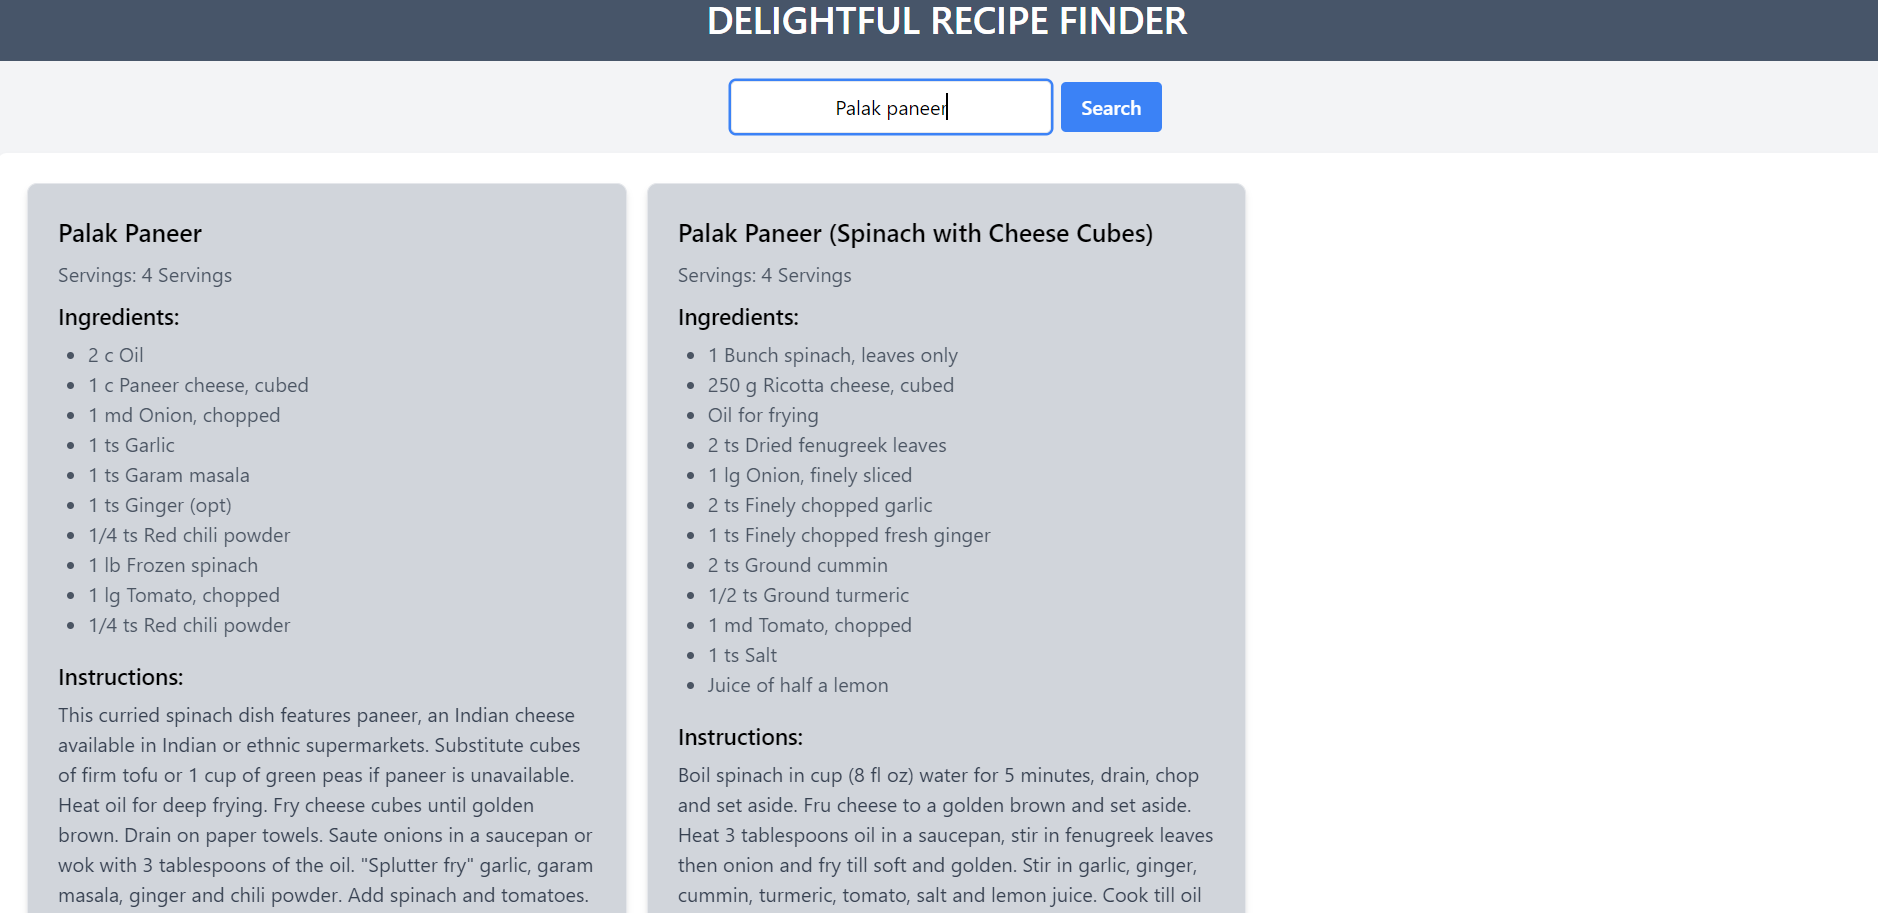 DELIGHTFUL RECIPE FINDER
Palak paneer
Search
Palak Paneer
Servings: 4 Servings
Ingredients:
2 c Oil
1 c Paneer cheese, cubed
1 md Onion, chopped
1 ts Garlic
1 ts Garam masala
1 ts Ginger (opt)
1/4 ts Red chili powder
1 lb Frozen spinach
1 lg Tomato, chopped
1/4 ts Red chili powder
Instructions:
This curried spinach dish features paneer, an Indian cheese
available in Indian or ethnic supermarkets. Substitute cubes
of firm tofu or 1 cup of green peas if paneer is unavailable.
Heat oil for deep frying. Fry cheese cubes until golden
brown. Drain on paper towels. Saute onions in a saucepan or
wok with 3 tablespoons of the oil. "Splutter fry" garlic, garam
masala, ginger and chili powder. Add spinach and tomatoes.
Palak Paneer (Spinach with Cheese Cubes)
Servings: 4 Servings
Ingredients:
1 Bunch spinach, leaves only
250 g Ricotta cheese, cubed
Oil for frying
2 ts Dried fenugreek leaves
1 lg Onion, finely sliced
2 ts Finely chopped garlic
1 ts Finely chopped fresh ginger
2 ts Ground cummin
1/2 ts Ground turmeric
1 md Tomato, chopped
1 ts Salt
Juice of half a lemon
Instructions:
Boil spinach in cup (8 fl oz) water for 5 minutes, drain, chop
and set aside. Fru cheese to a golden brown and set aside.
Heat 3 tablespoons oil in a saucepan, stir in fenugreek leaves
then onion and fry till soft and golden. Stir in garlic, ginger,
cummin, turmeric, tomato, salt and lemon juice. Cook till oil